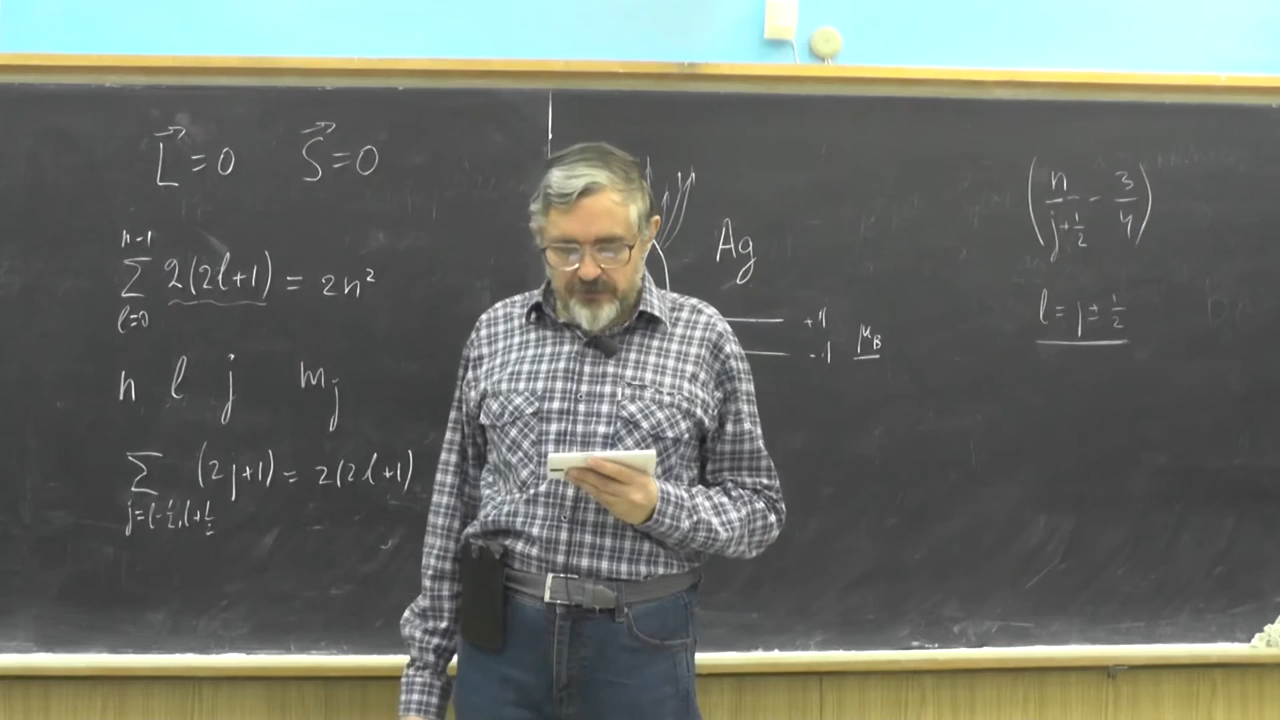 L⃗ = 0 S⃗ = 0
n-1
∑ 2(2l+1) = 2n²
l=0
n l j m_j
∑ (2j+1) = 2(2l+1)
j=l-1/2, l+1/2
Ag
+1
-1 μ_B
(n/(j+1/2) - 3/4)
l = j ± 1/2